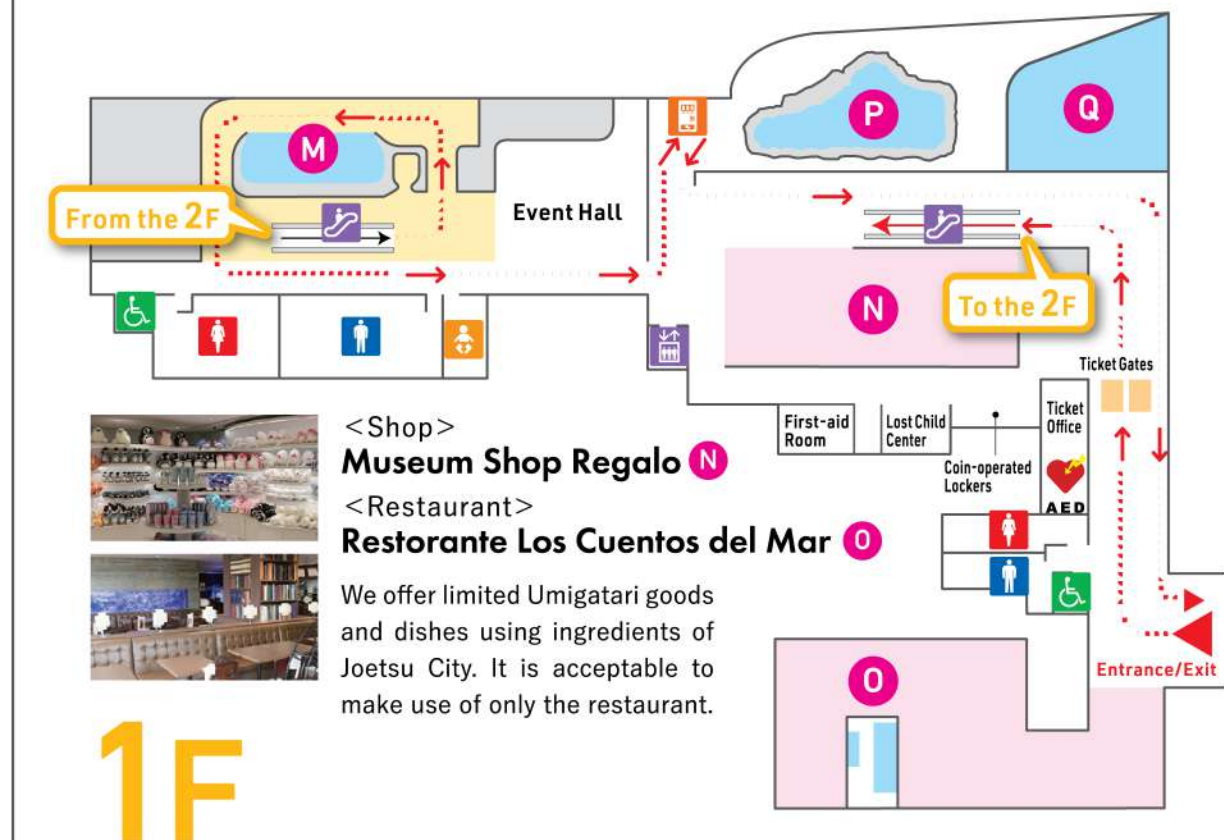 P
Q
M
From the 2F
Event Hall
N
To the 2F
Ticket Gates
First-aid
Room
Lost Child
Center
Ticket
Office
Coin-operated
Lockers
AED
<Shop>
Museum Shop Regalo N
<Restaurant>
Restorante Los Cuentos del Mar O
We offer limited Umigatari goods
and dishes using ingredients of
Joetsu City. It is acceptable to
make use of only the restaurant.
O
Entrance/Exit
1F